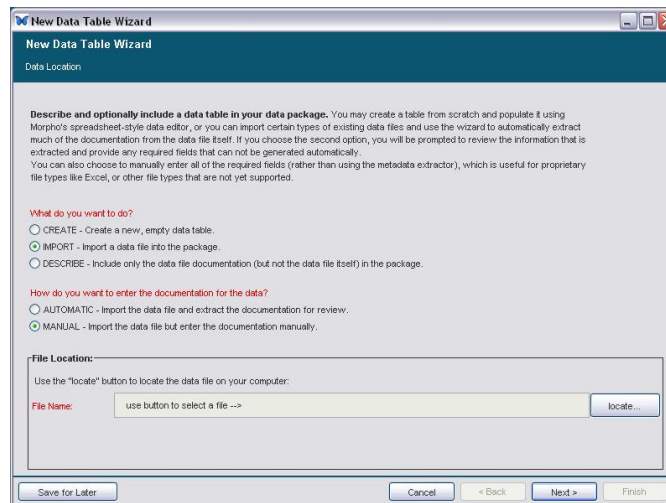 New Data Table Wizard
New Data Table Wizard
Data Location
Describe and optionally include a data table in your data package. You may create a table from scratch and populate it using
Morpho's spreadsheet-style data editor, or you can import certain types of existing data files and use the wizard to automatically extract
much of the documentation from the data file itself. If you choose the second option, you will be prompted to review the information that is
extracted and provide any required fields that can not be generated automatically.
You can also choose to manually enter all of the required fields (rather than using the metadata extractor), which is useful for proprietary
file types like Excel, or other file types that are not yet supported.
What do you want to do?
CREATE - Create a new, empty data table.
IMPORT - Import a data file into the package.
DESCRIBE - Include only the data file documentation (but not the data file itself) in the package.
How do you want to enter the documentation for the data?
AUTOMATIC - Import the data file and extract the documentation for review.
MANUAL - Import the data file but enter the documentation manually.
File Location:
Use the "locate" button to locate the data file on your computer:
File Name: use button to select a file --> locate...
Save for Later Cancel < Back Next > Finish